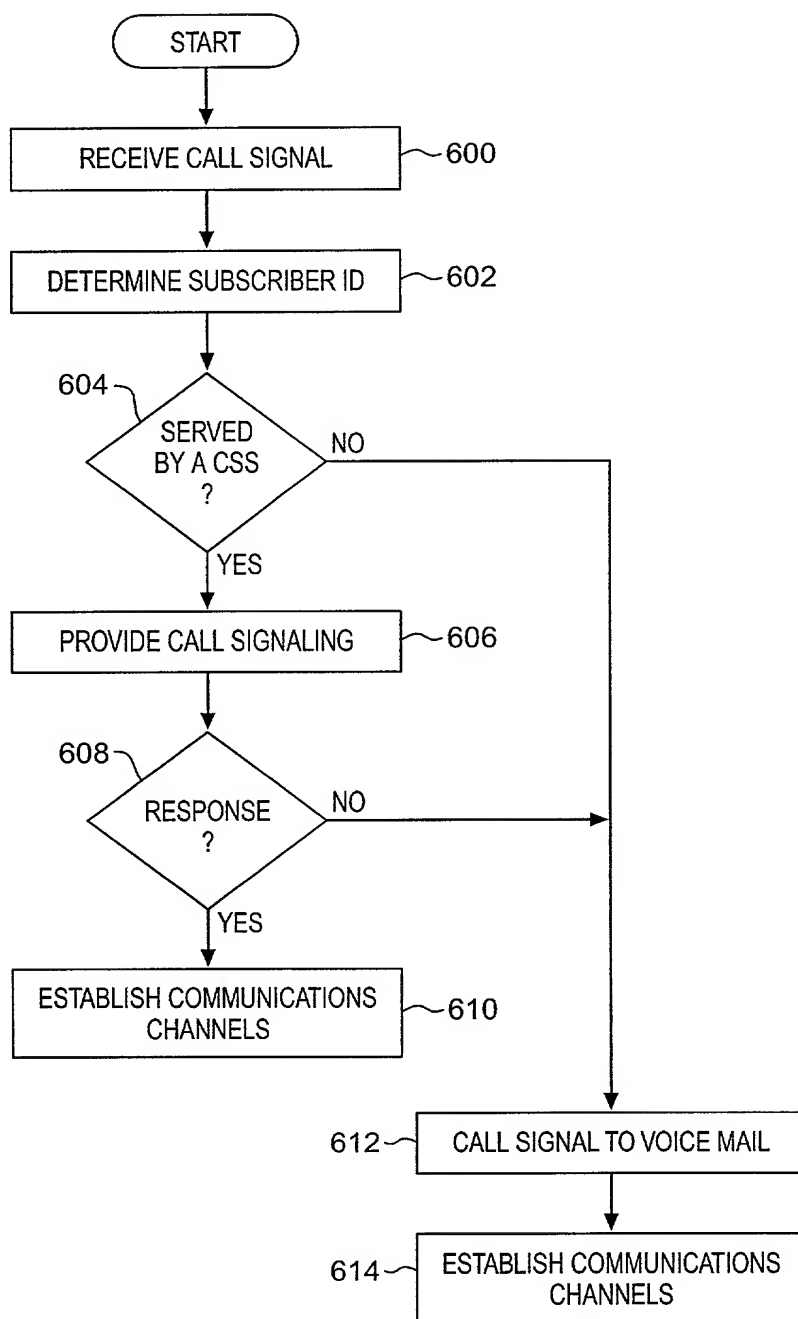 START
RECEIVE CALL SIGNAL
600
DETERMINE SUBSCRIBER ID
602
604
SERVED
BY A CSS
?
NO
YES
PROVIDE CALL SIGNALING
606
608
RESPONSE
?
NO
YES
ESTABLISH COMMUNICATIONS
CHANNELS
610
612
CALL SIGNAL TO VOICE MAIL
614
ESTABLISH COMMUNICATIONS
CHANNELS